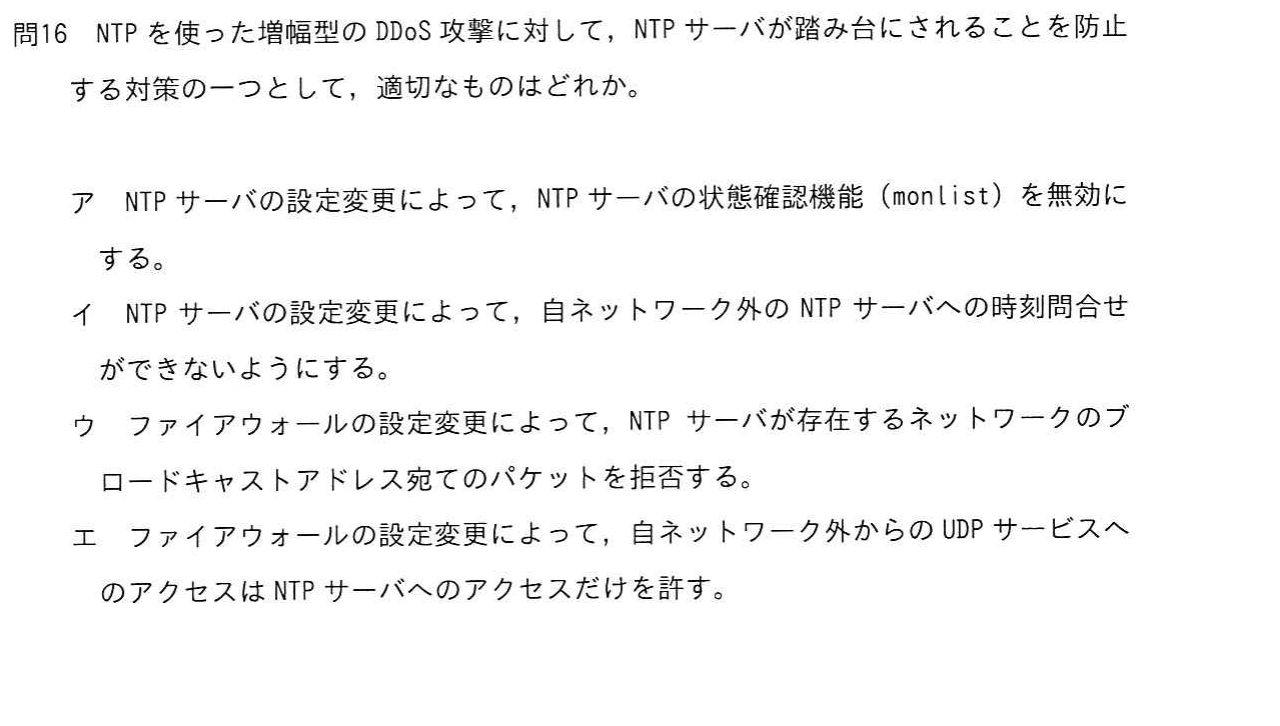 問16 NTP を使った増幅型の DDoS 攻撃に対して，NTP サーバが踏み台にされることを防止
する対策の一つとして，適切なものはどれか。
ア NTP サーバの設定変更によって，NTP サーバの状態確認機能（monlist）を無効に
する。
イ NTP サーバの設定変更によって，自ネットワーク外の NTP サーバへの時刻問合せ
ができないようにする。
ウ ファイアウォールの設定変更によって，NTP サーバが存在するネットワークのブ
ロードキャストアドレス宛てのパケットを拒否する。
エ ファイアウォールの設定変更によって，自ネットワーク外からの UDP サービスへ
のアクセスは NTP サーバへのアクセスだけを許す。